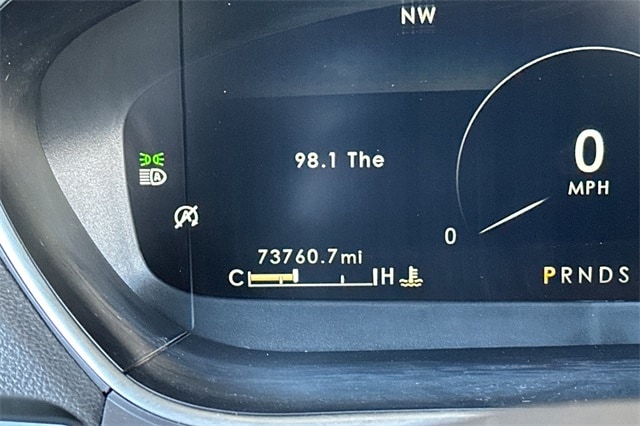 NW
98.1 The
0
MPH
0
73760.7mi
C H
PRNDS
A
A